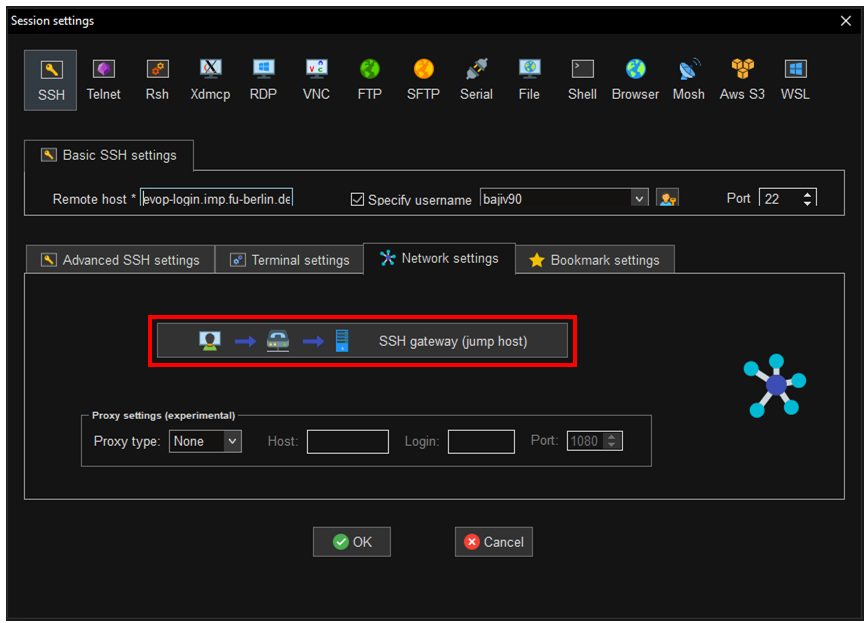 Session settings
SSH Telnet Rsh Xdmcp RDP VNC FTP SFTP Serial File Shell Browser Mosh Aws S3 WSL
Basic SSH settings
Remote host * evop-login.imp.fu-berlin.de Specify username bajiv90 Port 22
Advanced SSH settings Terminal settings Network settings Bookmark settings
SSH gateway (jump host)
Proxy settings (experimental)
Proxy type: None Host: Login: Port: 1080
OK Cancel